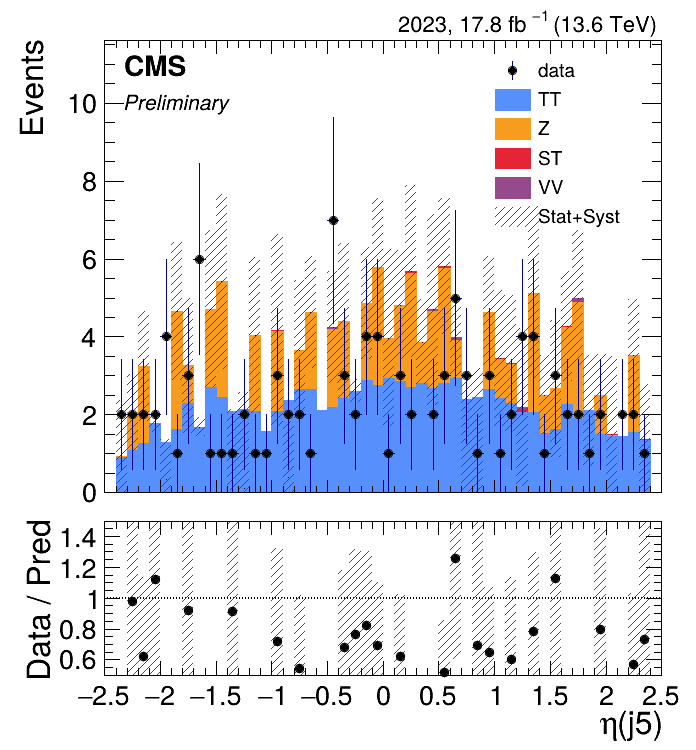 2023, 17.8 fb⁻¹ (13.6 TeV)
CMS
Preliminary
Events
data
TT
Z
ST
VV
Stat+Syst
10
8
6
4
2
0
Data / Pred
1.4
1.2
1
0.8
0.6
−2.5 −2 −1.5 −1 −0.5 0 0.5 1 1.5 2 2.5
η(j5)